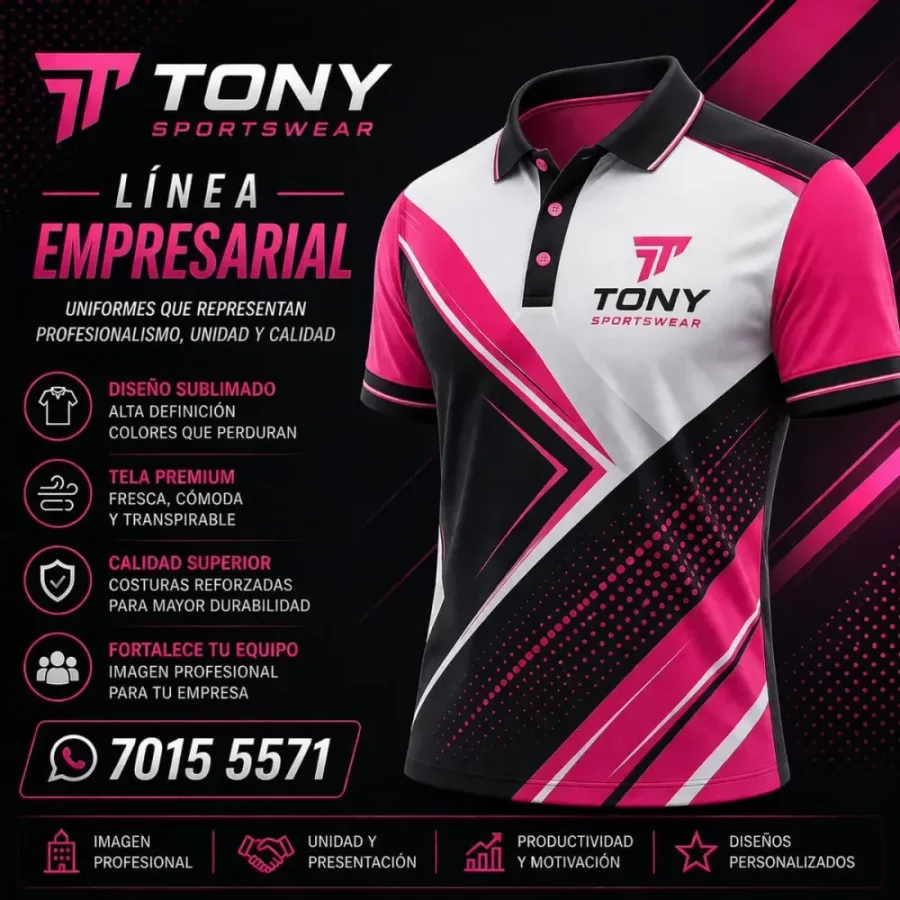 TONY
SPORTSWEAR
LÍNEA
EMPRESARIAL
UNIFORMES QUE REPRESENTAN
PROFESIONALISMO, UNIDAD Y CALIDAD
DISEÑO SUBLIMADO
ALTA DEFINICIÓN
COLORES QUE PERDURAN
TELA PREMIUM
FRESCA, CÓMODA
Y TRANSPIRABLE
CALIDAD SUPERIOR
COSTURAS REFORZADAS
PARA MAYOR DURABILIDAD
FORTALECE TU EQUIPO
IMAGEN PROFESIONAL
PARA TU EMPRESA
7015 5571
TONY
SPORTSWEAR
IMAGEN
PROFESIONAL
UNIDAD Y
PRESENTACIÓN
PRODUCTIVIDAD
Y MOTIVACIÓN
DISEÑOS
PERSONALIZADOS